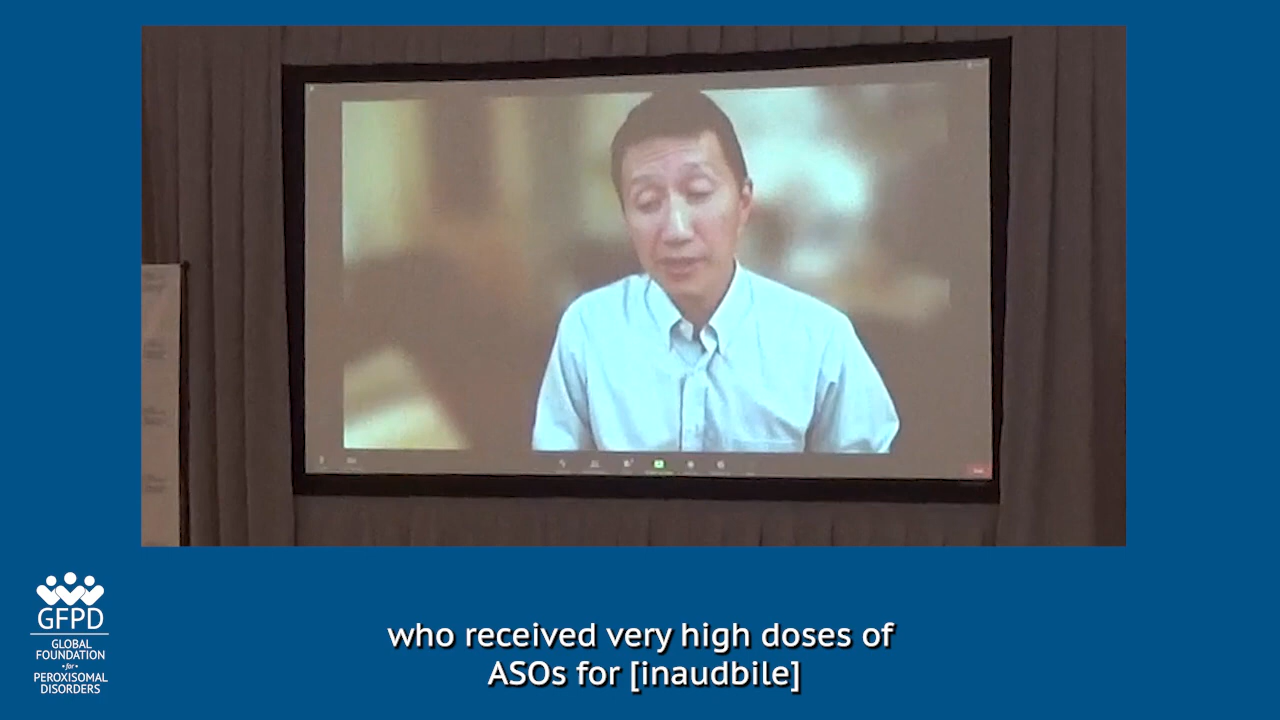 GFPD
GLOBAL
FOUNDATION
•for•
PEROXISOMAL
DISORDERS
who received very high doses of
ASOs for [inaudbile]